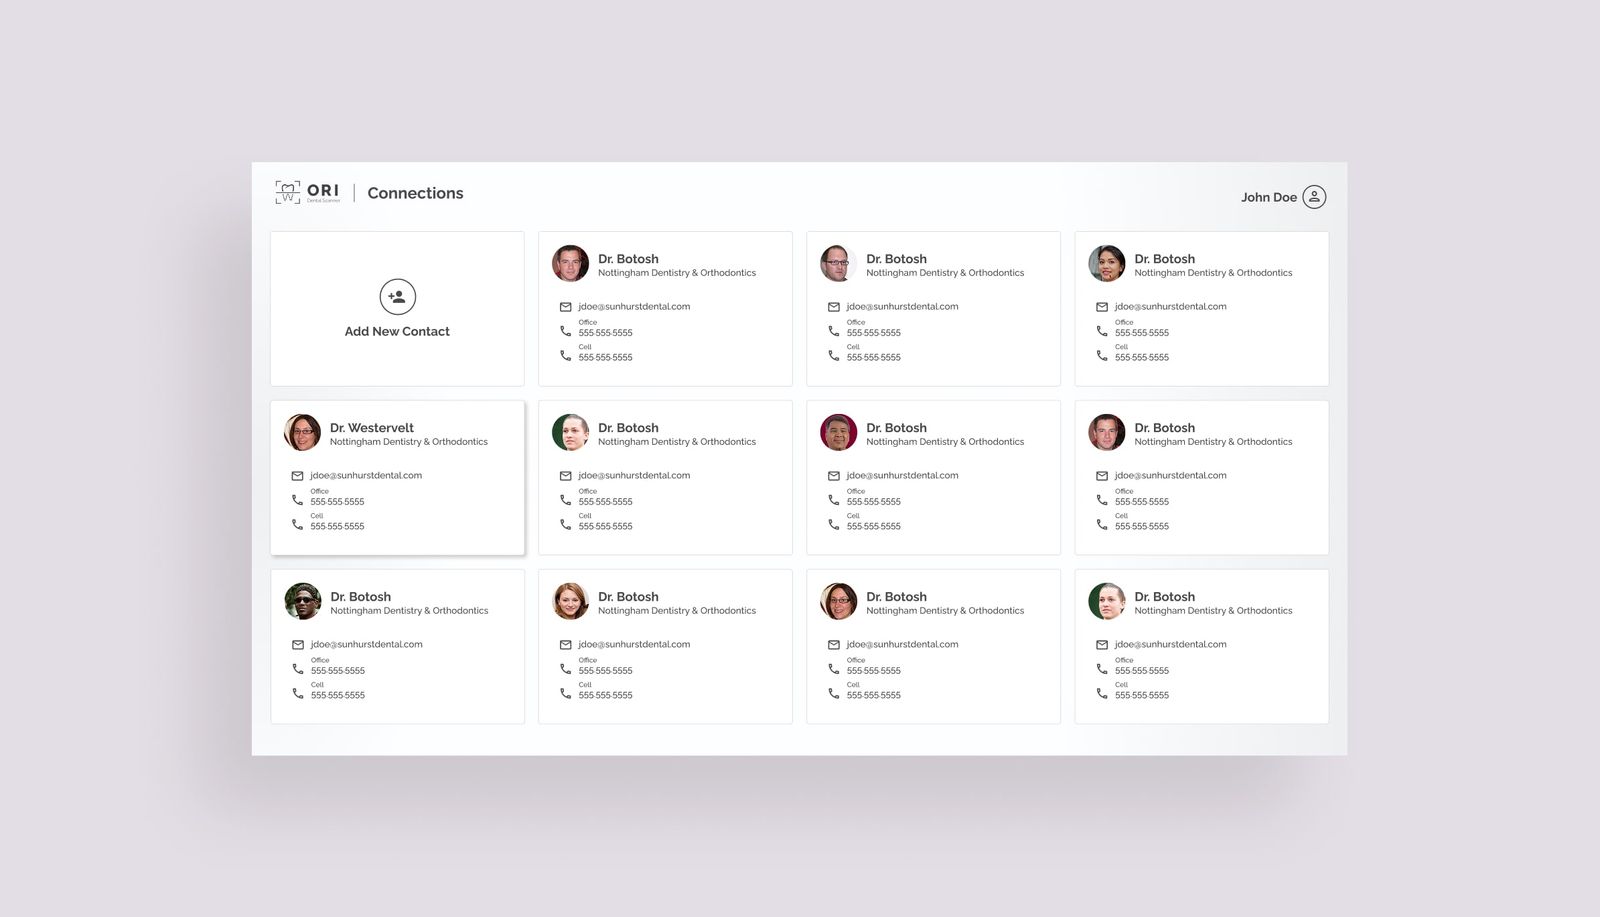 ORI
Dental Scanner
Connections
John Doe
Add New Contact
Dr. Botosh
Nottingham Dentistry & Orthodontics
jdoe@sunhurstdental.com
Office
555-555-5555
Cell
555-555-5555
Dr. Botosh
Nottingham Dentistry & Orthodontics
jdoe@sunhurstdental.com
Office
555-555-5555
Cell
555-555-5555
Dr. Botosh
Nottingham Dentistry & Orthodontics
jdoe@sunhurstdental.com
Office
555-555-5555
Cell
555-555-5555
Dr. Westervelt
Nottingham Dentistry & Orthodontics
jdoe@sunhurstdental.com
Office
555-555-5555
Cell
555-555-5555
Dr. Botosh
Nottingham Dentistry & Orthodontics
jdoe@sunhurstdental.com
Office
555-555-5555
Cell
555-555-5555
Dr. Botosh
Nottingham Dentistry & Orthodontics
jdoe@sunhurstdental.com
Office
555-555-5555
Cell
555-555-5555
Dr. Botosh
Nottingham Dentistry & Orthodontics
jdoe@sunhurstdental.com
Office
555-555-5555
Cell
555-555-5555
Dr. Botosh
Nottingham Dentistry & Orthodontics
jdoe@sunhurstdental.com
Office
555-555-5555
Cell
555-555-5555
Dr. Botosh
Nottingham Dentistry & Orthodontics
jdoe@sunhurstdental.com
Office
555-555-5555
Cell
555-555-5555
Dr. Botosh
Nottingham Dentistry & Orthodontics
jdoe@sunhurstdental.com
Office
555-555-5555
Cell
555-555-5555
Dr. Botosh
Nottingham Dentistry & Orthodontics
jdoe@sunhurstdental.com
Office
555-555-5555
Cell
555-555-5555